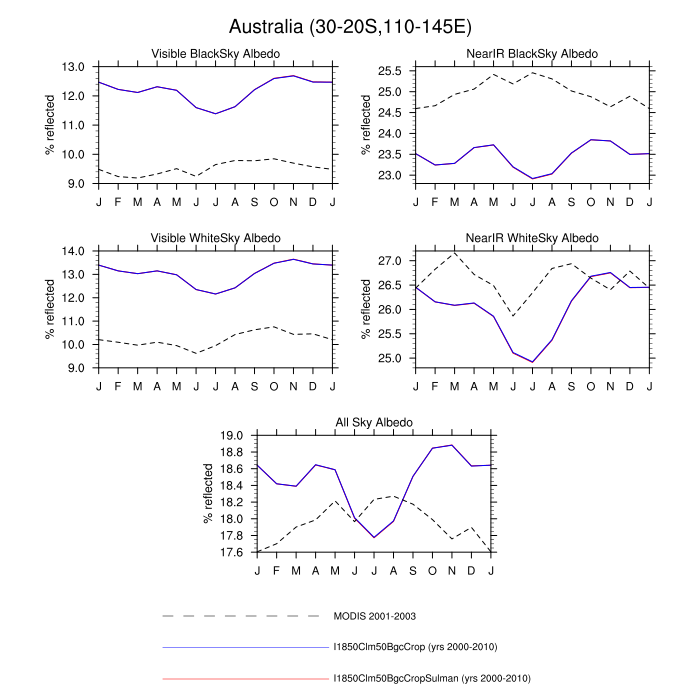 Australia (30-20S,110-145E)
Visible BlackSky Albedo
NearIR BlackSky Albedo
% reflected
13.0
12.0
11.0
10.0
9.0
J F M A M J J A S O N D J
% reflected
25.5
25.0
24.5
24.0
23.5
23.0
J F M A M J J A S O N D J
Visible WhiteSky Albedo
NearIR WhiteSky Albedo
% reflected
14.0
13.0
12.0
11.0
10.0
9.0
J F M A M J J A S O N D J
% reflected
27.0
26.5
26.0
25.5
25.0
J F M A M J J A S O N D J
All Sky Albedo
% reflected
19.0
18.8
18.6
18.4
18.2
18.0
17.8
17.6
J F M A M J J A S O N D J
MODIS 2001-2003
I1850Clm50BgcCrop (yrs 2000-2010)
I1850Clm50BgcCropSulman (yrs 2000-2010)